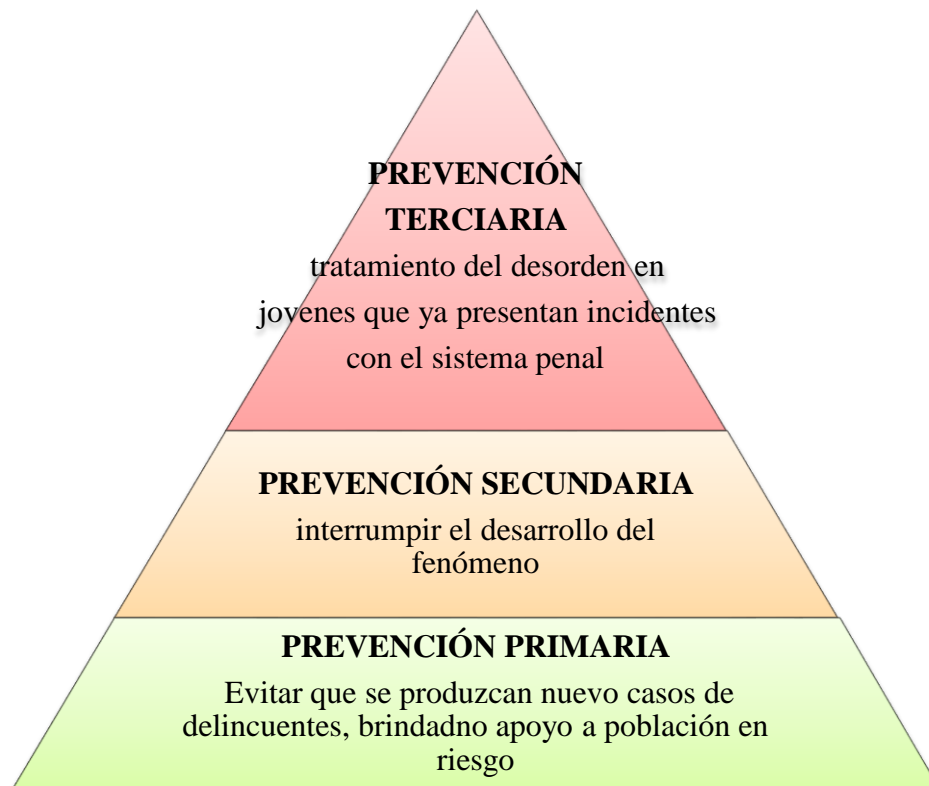 PREVENCIÓN
TERCIARIA
tratamiento del desorden en
jovenes que ya presentan incidentes
con el sistema penal
PREVENCIÓN SECUNDARIA
interrumpir el desarrollo del
fenómeno
PREVENCIÓN PRIMARIA
Evitar que se produzcan nuevo casos de
delincuentes, brindadno apoyo a población en
riesgo